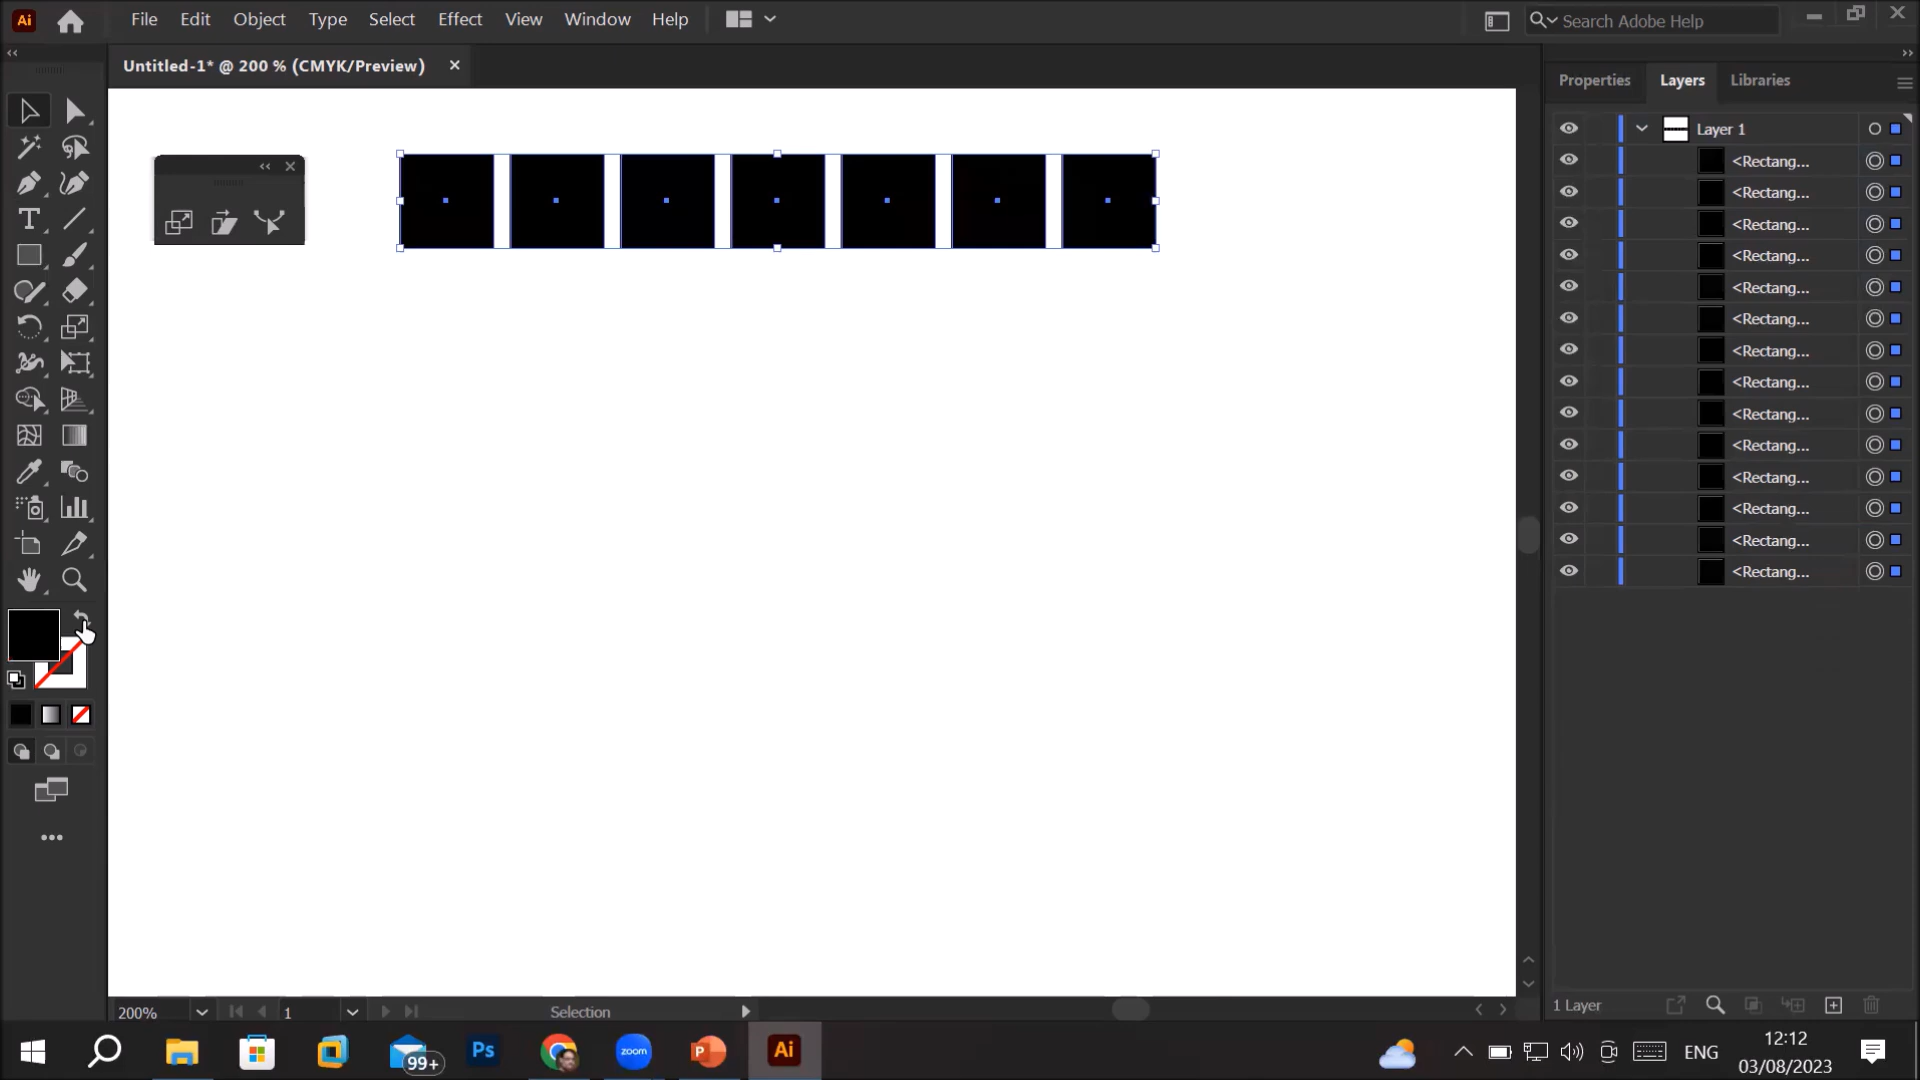 Ai File Edit Object Type Select Effect View Window Help Search Adobe Help
Untitled-1* @ 200 % (CMYK/Preview)
Properties Layers Libraries
Layer 1
<Rectang...
<Rectang...
<Rectang...
<Rectang...
<Rectang...
<Rectang...
<Rectang...
<Rectang...
<Rectang...
<Rectang...
<Rectang...
<Rectang...
<Rectang...
<Rectang...
T
200% 1 Selection
1 Layer
99+ Ps zoom P Ai ENG
12:12
03/08/2023